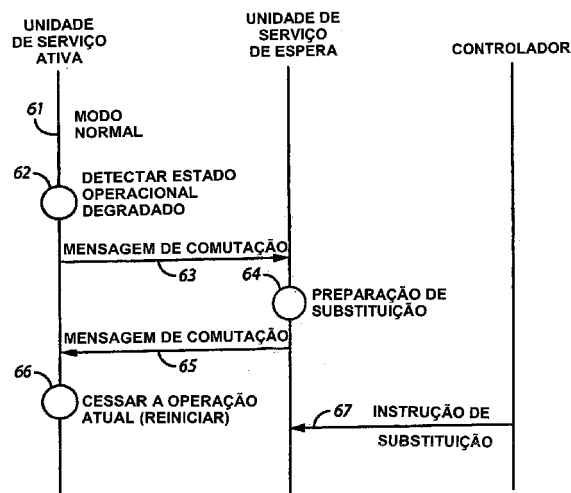 UNIDADE
DE SERVIÇO
ATIVA
UNIDADE DE
SERVIÇO
DE ESPERA
CONTROLADOR
61
MODO
NORMAL
62
DETECTAR ESTADO
OPERACIONAL
DEGRADADO
MENSAGEM DE COMUTAÇÃO
63
64
PREPARAÇÃO DE
SUBSTITUIÇÃO
MENSAGEM DE COMUTAÇÃO
65
66
CESSAR A OPERAÇÃO
ATUAL (REINICIAR)
67
INSTRUÇÃO DE
SUBSTITUIÇÃO